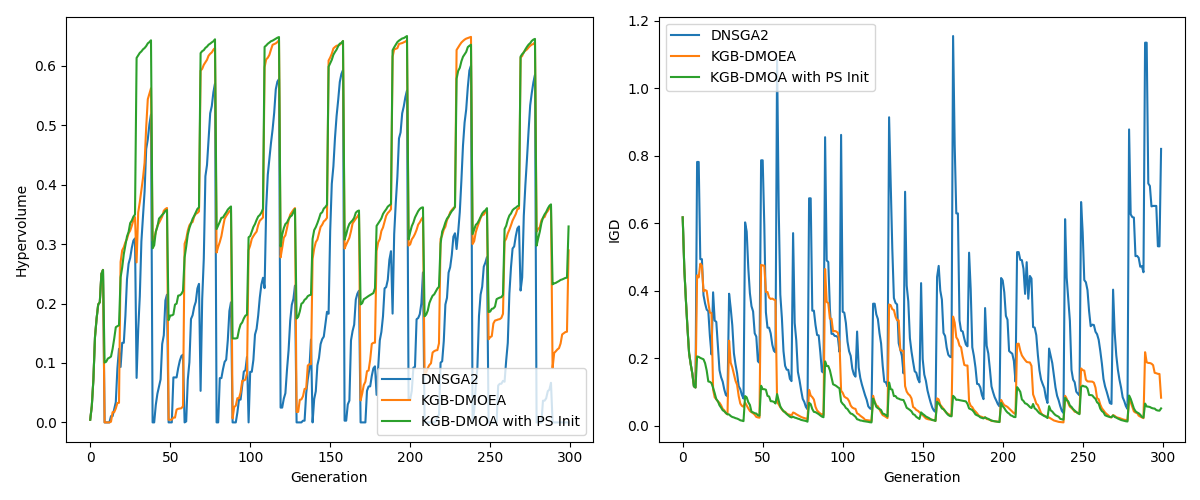 0.6
0.5
0.4
0.3
0.2
0.1
0.0
Hypervolume
0
50
100
150
200
250
300
Generation
DNSGA2
KGB-DMOEA
KGB-DMOA with PS Init
1.2
1.0
0.8
0.6
0.4
0.2
0.0
IGD
0
50
100
150
200
250
300
Generation
DNSGA2
KGB-DMOEA
KGB-DMOA with PS Init